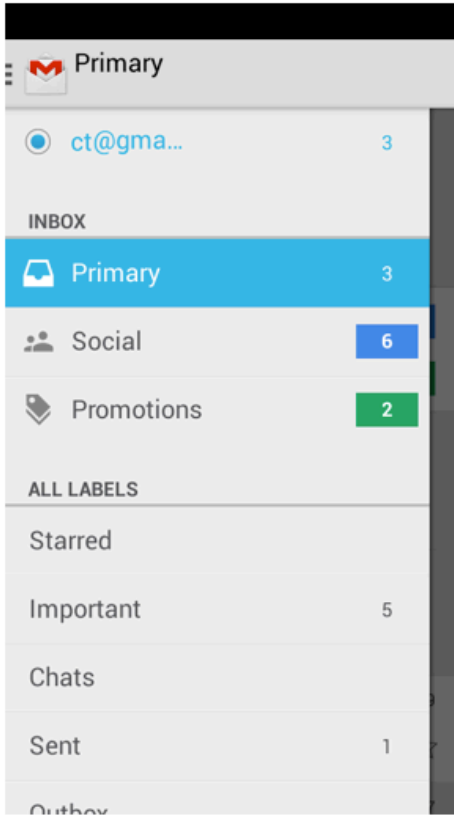 Primary
ct@gma... 3
INBOX
Primary 3
Social 6
Promotions 2
ALL LABELS
Starred
Important 5
Chats
Sent 1
Outbox